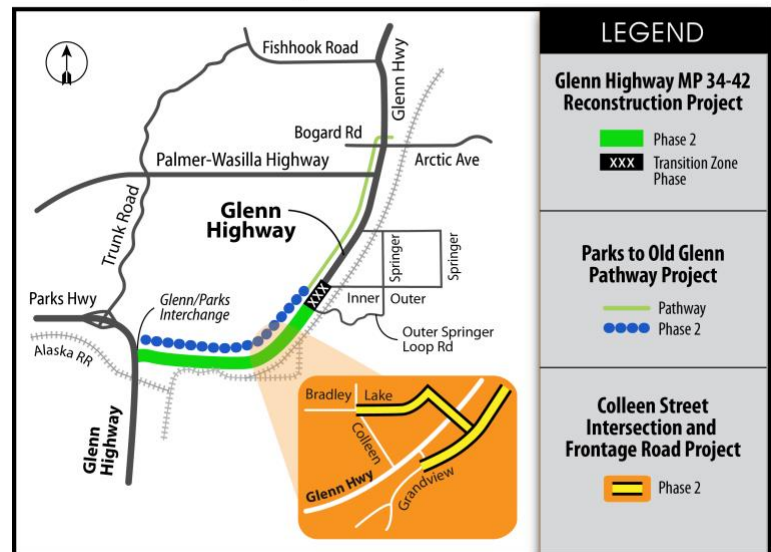 Fishhook Road
Glenn Hwy
Bogard Rd
Arctic Ave
Palmer-Wasilla Highway
Trunk Road
Glenn
Highway
Springer
Springer
XXX
Inner
Outer
Parks Hwy
Glenn/Parks
Interchange
Outer Springer
Loop Rd
Alaska RR
Glenn
Highway
Bradley
Lake
Colleen
Glenn Hwy
Grandview
LEGEND
Glenn Highway MP 34-42
Reconstruction Project
Phase 2
XXX
Transition Zone
Phase
Parks to Old Glenn
Pathway Project
Pathway
Phase 2
Colleen Street
Intersection and
Frontage Road Project
Phase 2